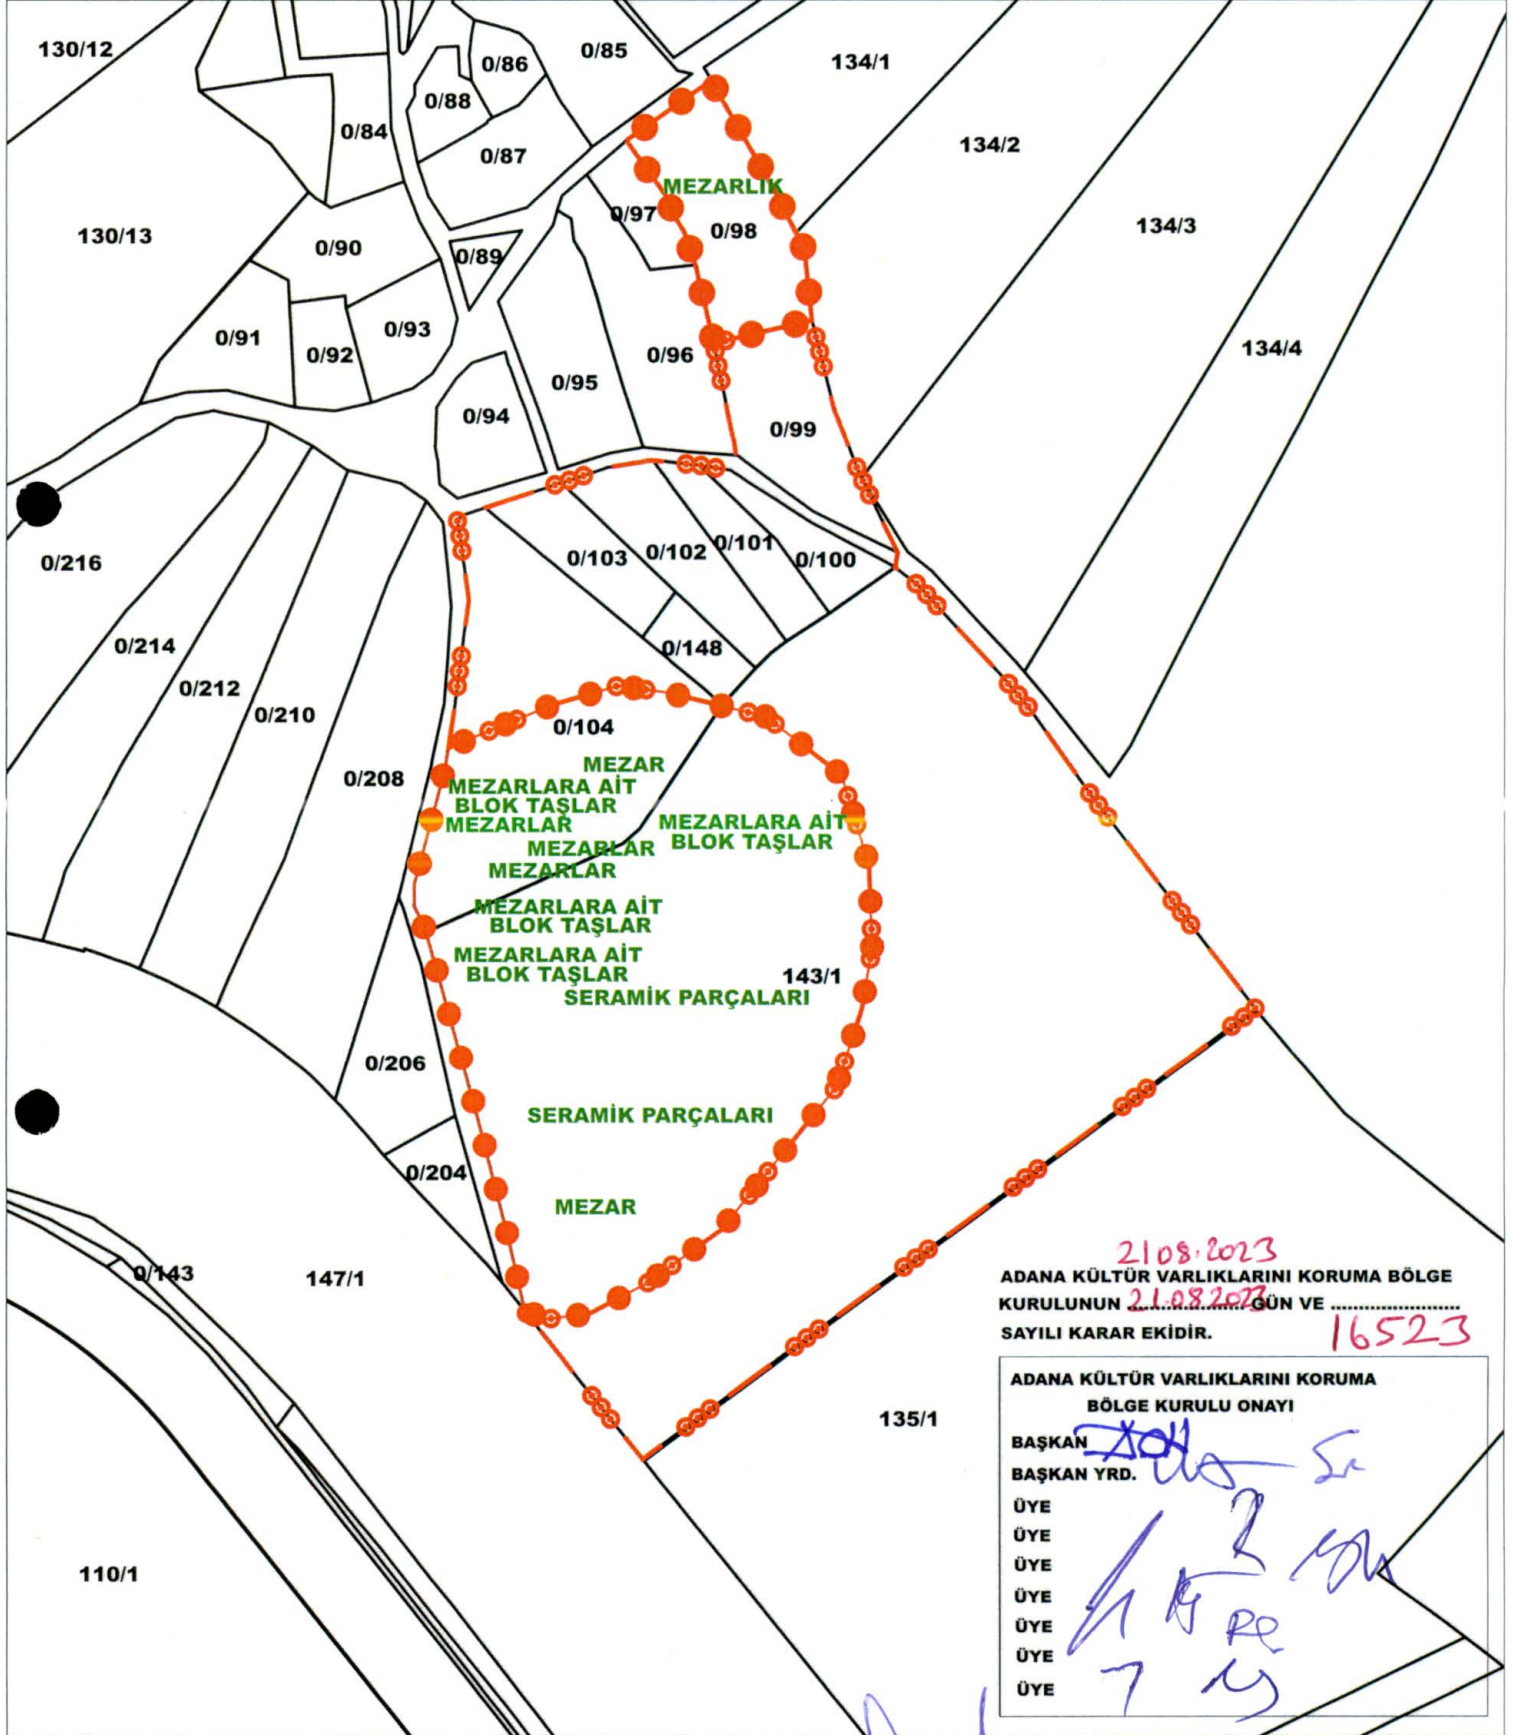 130/12
0/85
0/86
134/1
0/88
0/84
134/2
0/87
MEZARLIK
0/97
0/98
134/3
130/13
0/90
0/89
0/91
0/92
0/93
134/4
0/96
0/95
0/94
0/99
0/216
0/103
0/102
0/101
0/100
0/214
0/148
0/212
0/210
0/104
0/208
MEZAR
MEZARLARA AİT
BLOK TAŞLAR
MEZARLAR
MEZARLARA AİT
BLOK TAŞLAR
MEZARLAR
MEZARLAR
MEZARLARA AİT
BLOK TAŞLAR
MEZARLARA AİT
BLOK TAŞLAR
143/1
SERAMİK PARÇALARI
0/206
SERAMİK PARÇALARI
0/204
MEZAR
0/143
147/1
21 08.2023
ADANA KÜLTÜR VARLIKLARINI KORUMA BÖLGE
KURULUNUN 21.08.2023 GÜN VE ......................
SAYILI KARAR EKİDİR. 16523
ADANA KÜLTÜR VARLIKLARINI KORUMA
BÖLGE KURULU ONAYI
135/1
BAŞKAN
BAŞKAN YRD.
ÜYE
ÜYE
ÜYE
ÜYE
ÜYE
ÜYE
ÜYE
110/1